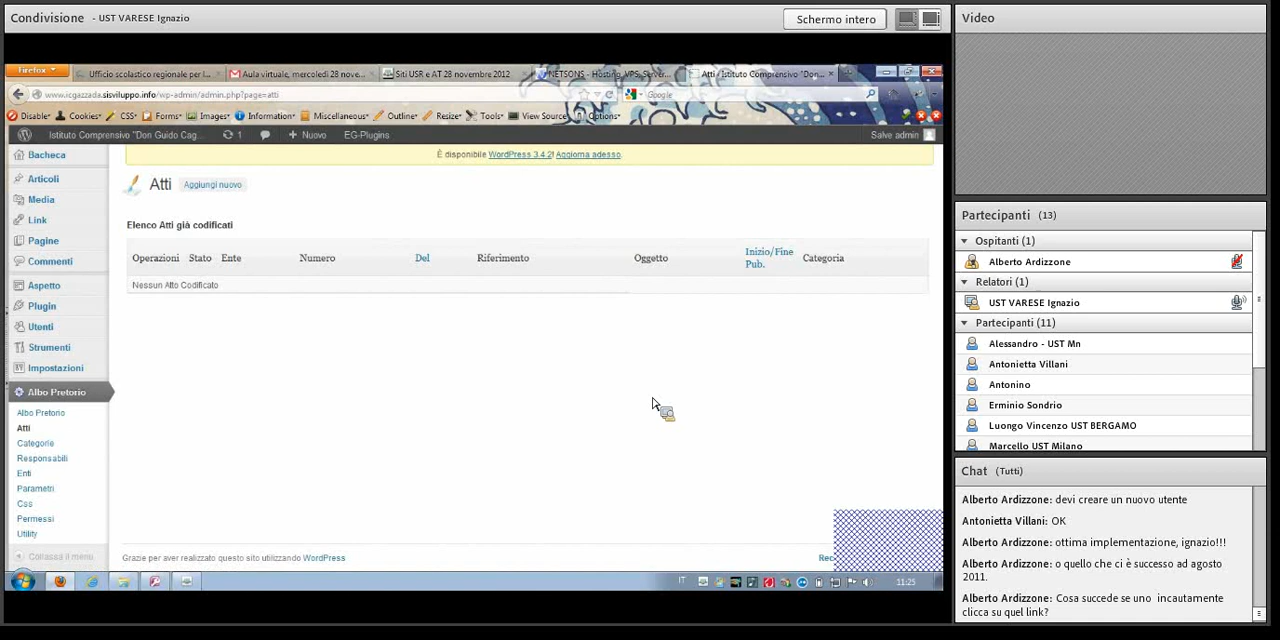 Condivisione - UST VARESE Ignazio
Schermo intero
Firefox
Ufficio scolastico regionale per l...
Aula virtuale, mercoledì 28 nove...
Siti USR e AT 28 novembre 2012
NETSONS - Hosting, VPS, Server...
Atti ‹ Istituto Comprensivo "Don...
www.icgazzada.sisviluppo.info/wp-admin/admin.php?page=atti
Google
Disable Cookies CSS Forms Images Information Miscellaneous Outline Resize Tools View Source Options
Istituto Comprensivo "Don Guido Cag... 1 Nuovo EG-Plugins Salve admin
È disponibile WordPress 3.4.2! Aggiorna adesso.
Bacheca
Articoli
Media
Link
Pagine
Commenti
Aspetto
Plugin
Utenti
Strumenti
Impostazioni
Albo Pretorio
Albo Pretorio
Atti
Categorie
Responsabili
Enti
Parametri
Css
Permessi
Utility
Collassa il menu
Atti Aggiungi nuovo
Elenco Atti già codificati
Operazioni Stato Ente Numero Del Riferimento Oggetto Inizio/Fine Pub. Categoria
Nessun Atto Codificato
Grazie per aver realizzato questo sito utilizzando WordPress
IT
11:25
Video
Partecipanti (13)
Ospitanti (1)
Alberto Ardizzone
Relatori (1)
UST VARESE Ignazio
Partecipanti (11)
Alessandro - UST Mn
Antonietta Villani
Antonino
Erminio Sondrio
Luongo Vincenzo UST BERGAMO
Marcello UST Milano
Chat (Tutti)
Alberto Ardizzone: devi creare un nuovo utente
Antonietta Villani: OK
Alberto Ardizzone: ottima implementazione, ignazio!!!
Alberto Ardizzone: o quello che ci è successo ad agosto
2011.
Alberto Ardizzone: Cosa succede se uno incautamente
clicca su quel link?